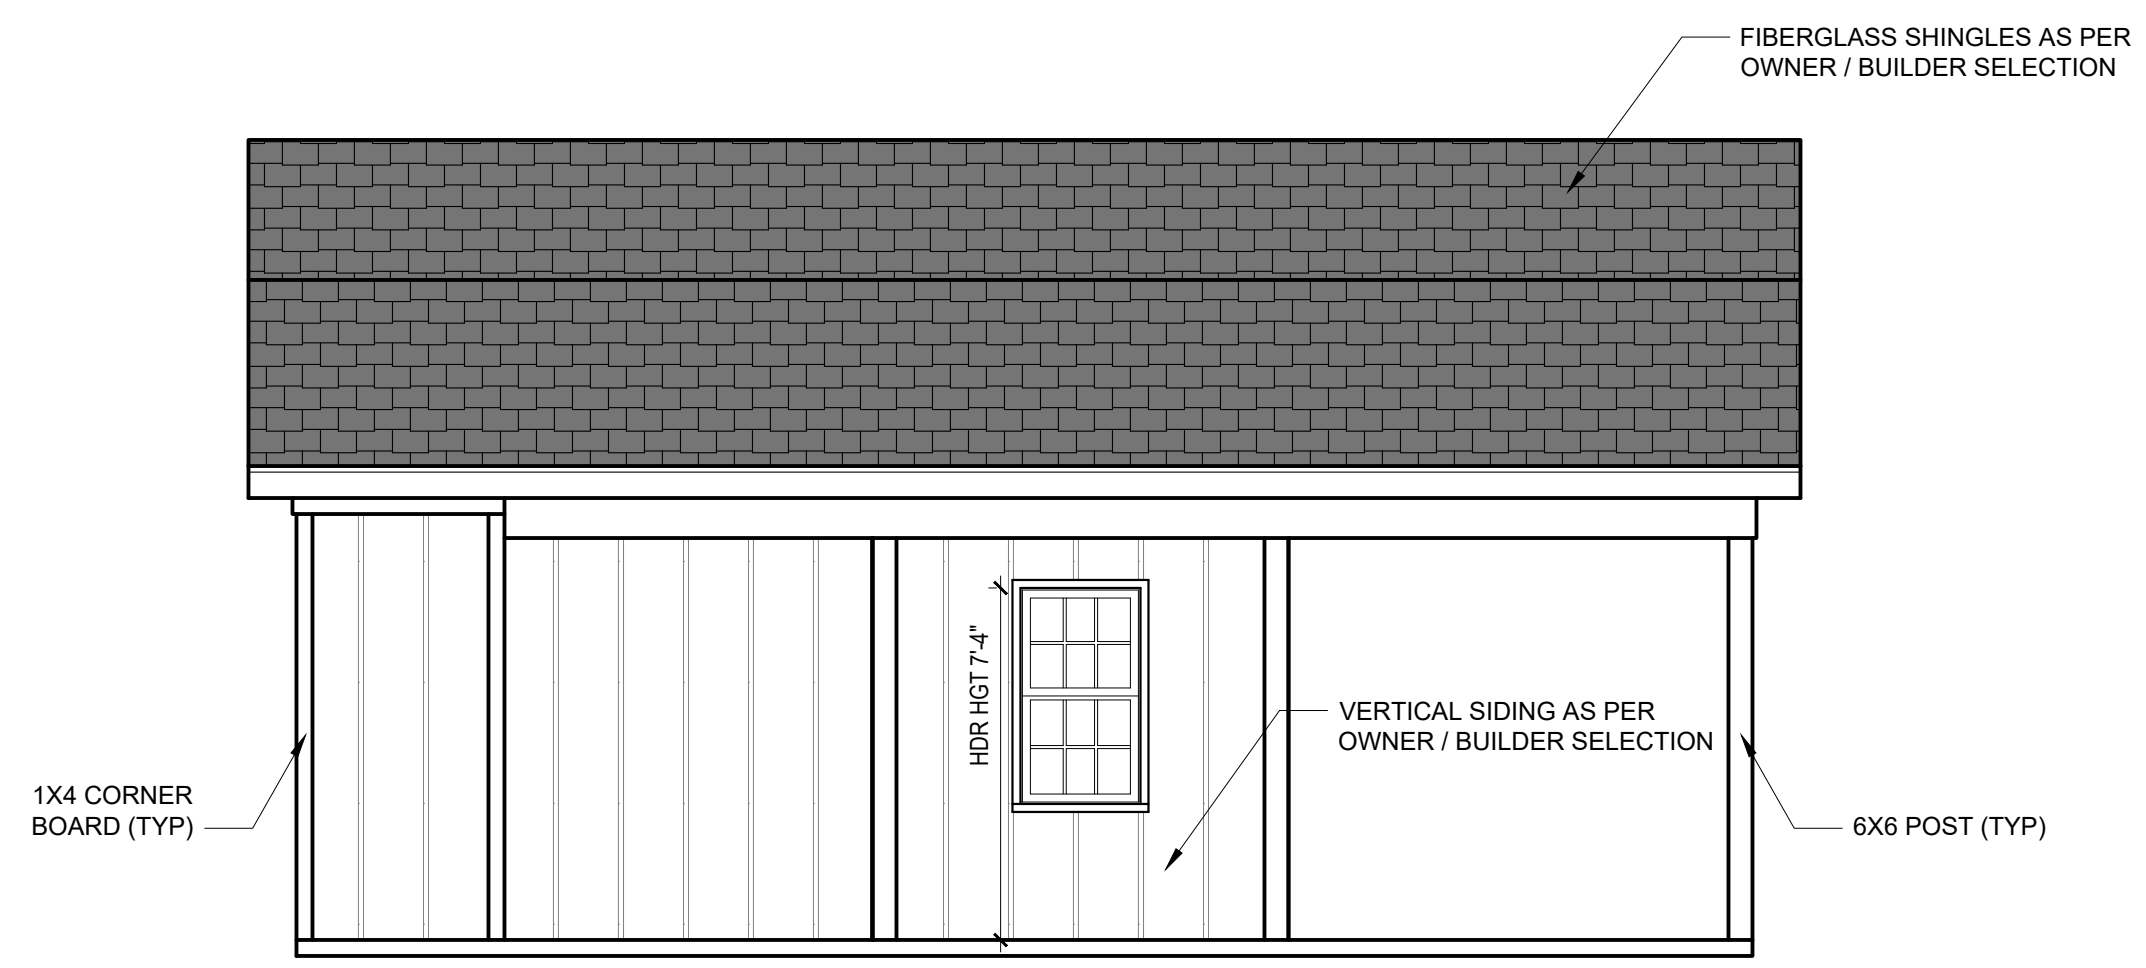 FIBERGLASS SHINGLES AS PER
OWNER / BUILDER SELECTION
HDR HGT 7'-4"
VERTICAL SIDING AS PER
OWNER / BUILDER SELECTION
1X4 CORNER
BOARD (TYP)
6X6 POST (TYP)